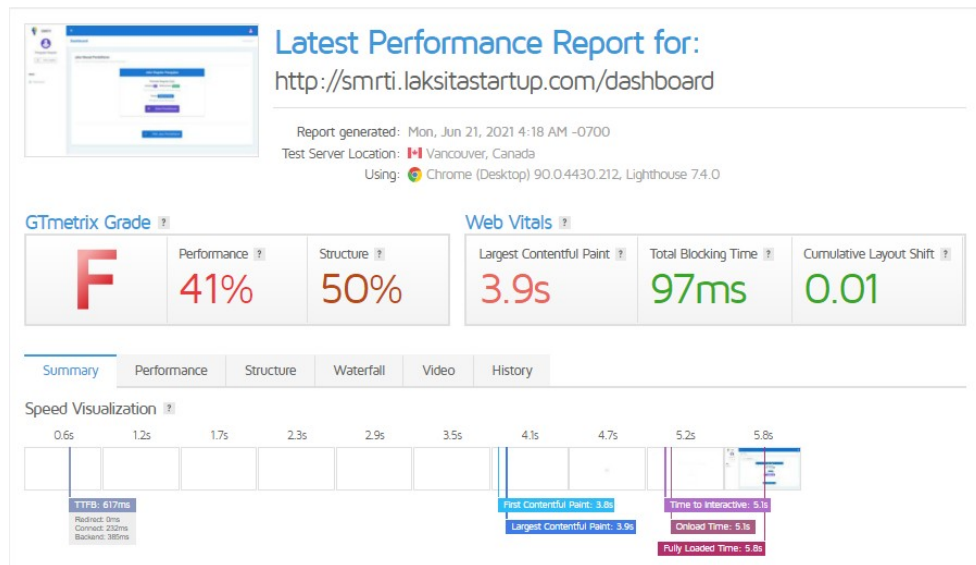 Latest Performance Report for:
http://smrti.laksitastartup.com/dashboard
Report generated: Mon, Jun 21, 2021 4:18 AM -0700
Test Server Location: Vancouver, Canada
Using: Chrome (Desktop) 90.0.4430.212, Lighthouse 7.4.0
GTmetrix Grade ?
Web Vitals ?
F
Performance ?
41%
Structure ?
50%
Largest Contentful Paint ?
3.9s
Total Blocking Time ?
97ms
Cumulative Layout Shift ?
0.01
Summary Performance Structure Waterfall Video History
Speed Visualization ?
0.6s 1.2s 1.7s 2.3s 2.9s 3.5s 4.1s 4.7s 5.2s 5.8s
TTFB: 617ms
Redirect: 0ms
Connect: 232ms
Backend: 385ms
First Contentful Paint: 3.8s
Largest Contentful Paint: 3.9s
Time to Interactive: 5.1s
Onload Time: 5.1s
Fully Loaded Time: 5.8s